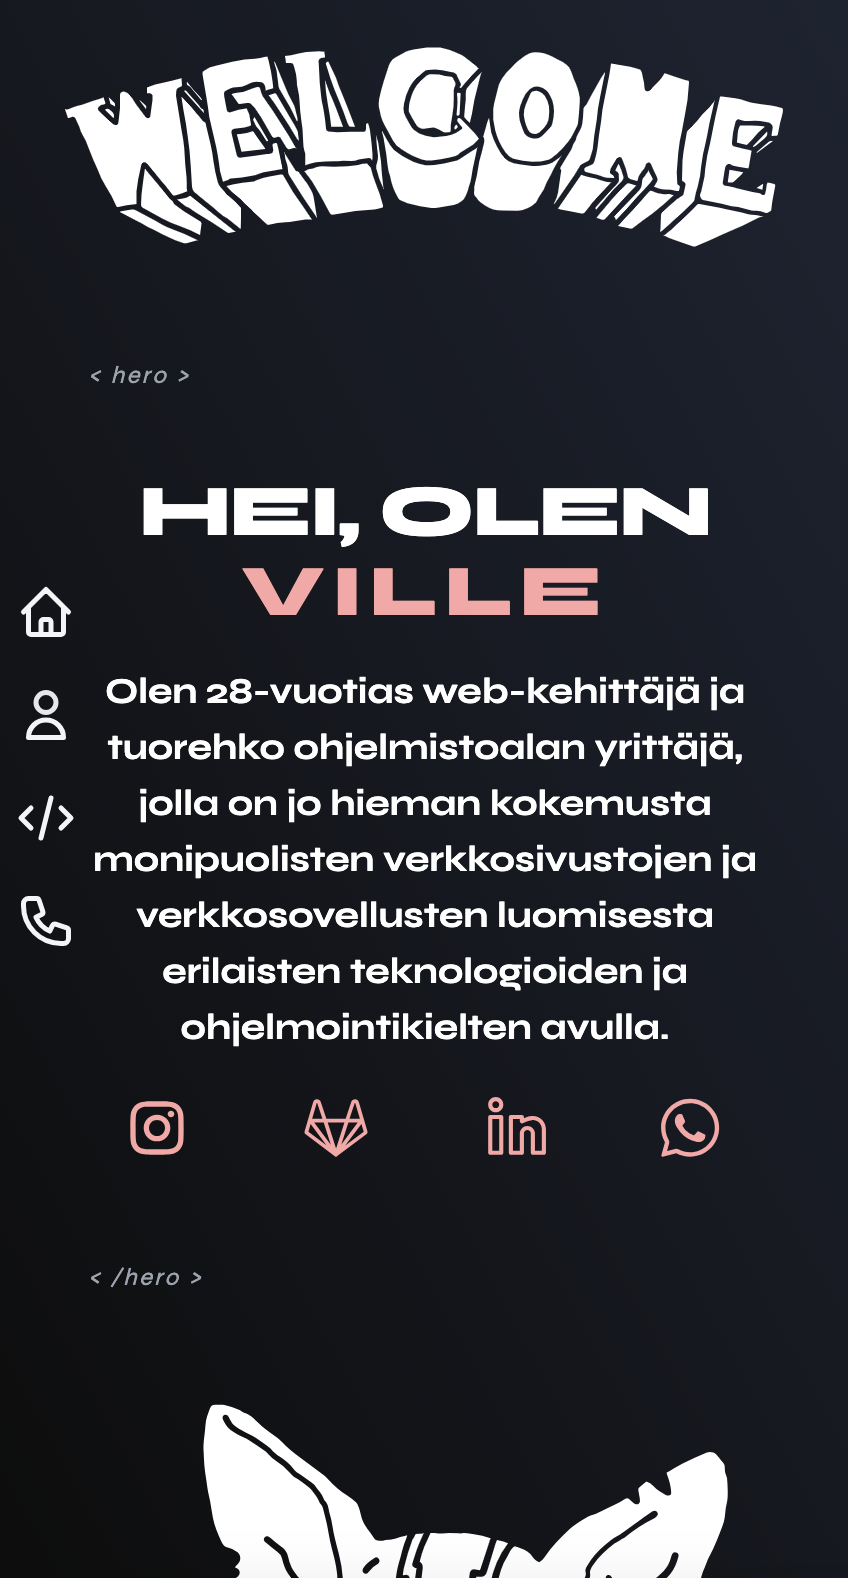 WELCOME
< hero >
HEI, OLEN
VILLE
Olen 28-vuotias web-kehittäjä ja
tuorehko ohjelmistoalan yrittäjä,
jolla on jo hieman kokemusta
monipuolisten verkkosivustojen ja
verkkosovellusten luomisesta
erilaisten teknologioiden ja
ohjelmointikielten avulla.
< /hero >